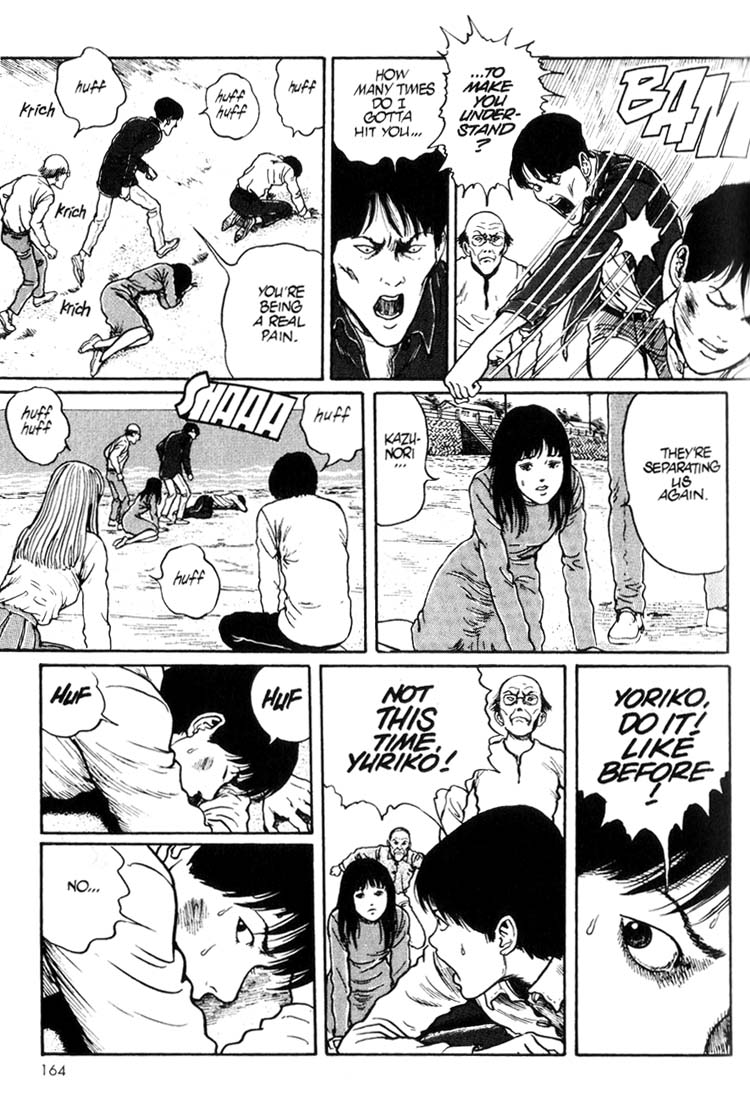 huff
huff
huff
huff
krich
krich
krich
YOU'RE
BEING
A REAL
PAIN.
HOW
MANY TIMES
DO I
GOTTA
HIT YOU...
...TO
MAKE
YOU
UNDER-
STAND
?
BAM
huff
huff
SHAAA
huff
huff
KAZU-
NORI
...
THEY'RE
SEPARATING
US
AGAIN.
HUF
HUF
NO...
NOT
THIS
TIME,
YURIKO!
YORIKO,
DO IT!
LIKE
BEFORE
!
164